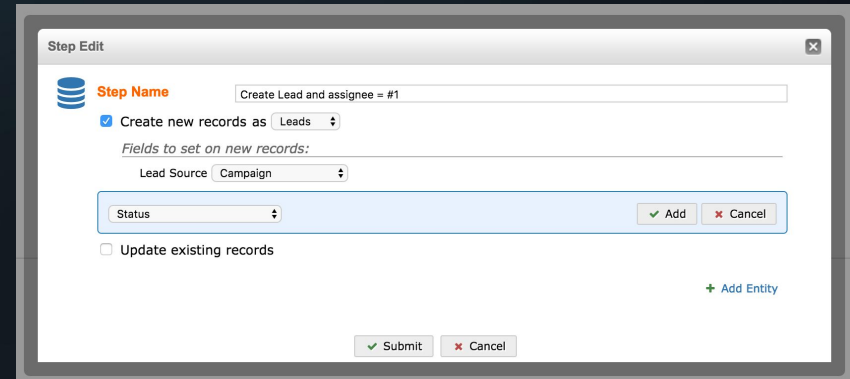 Step Edit
Step Name Create Lead and assignee = #1
Create new records as Leads
Fields to set on new records:
Lead Source Campaign
Status Add Cancel
Update existing records
Add Entity
Submit Cancel